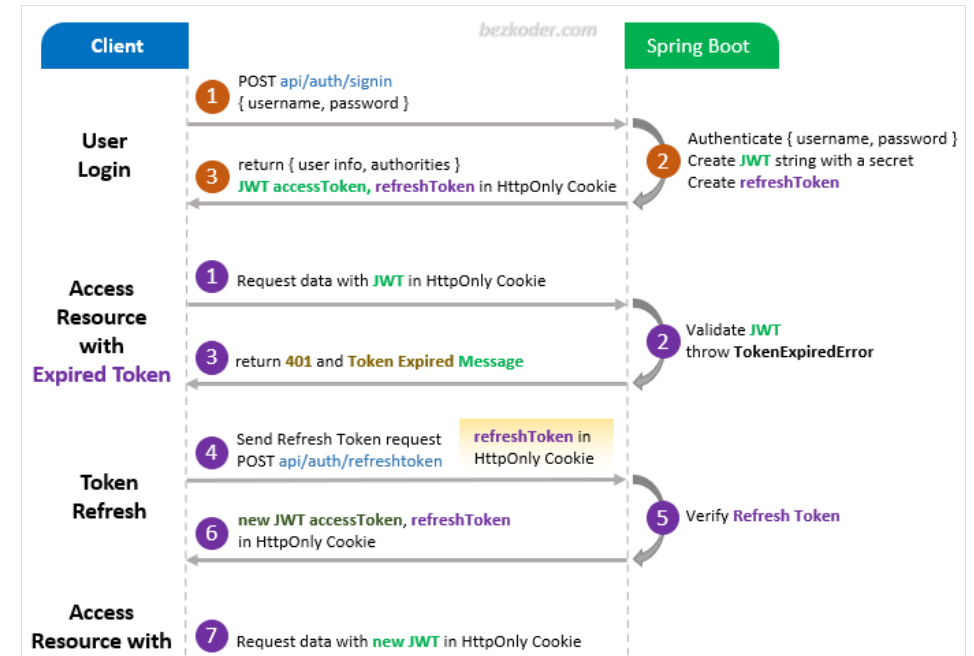 bezkoder.com
Client
Spring Boot
User
Login
1
POST api/auth/signin
{ username, password }
2
Authenticate { username, password }
Create JWT string with a secret
Create refreshToken
3
return { user info, authorities }
JWT accessToken, refreshToken in HttpOnly Cookie
Access
Resource
with
Expired Token
1
Request data with JWT in HttpOnly Cookie
2
Validate JWT
throw TokenExpiredError
3
return 401 and Token Expired Message
Token
Refresh
4
Send Refresh Token request
POST api/auth/refreshtoken
refreshToken in
HttpOnly Cookie
5
Verify Refresh Token
6
new JWT accessToken, refreshToken
in HttpOnly Cookie
Access
Resource with
7
Request data with new JWT in HttpOnly Cookie